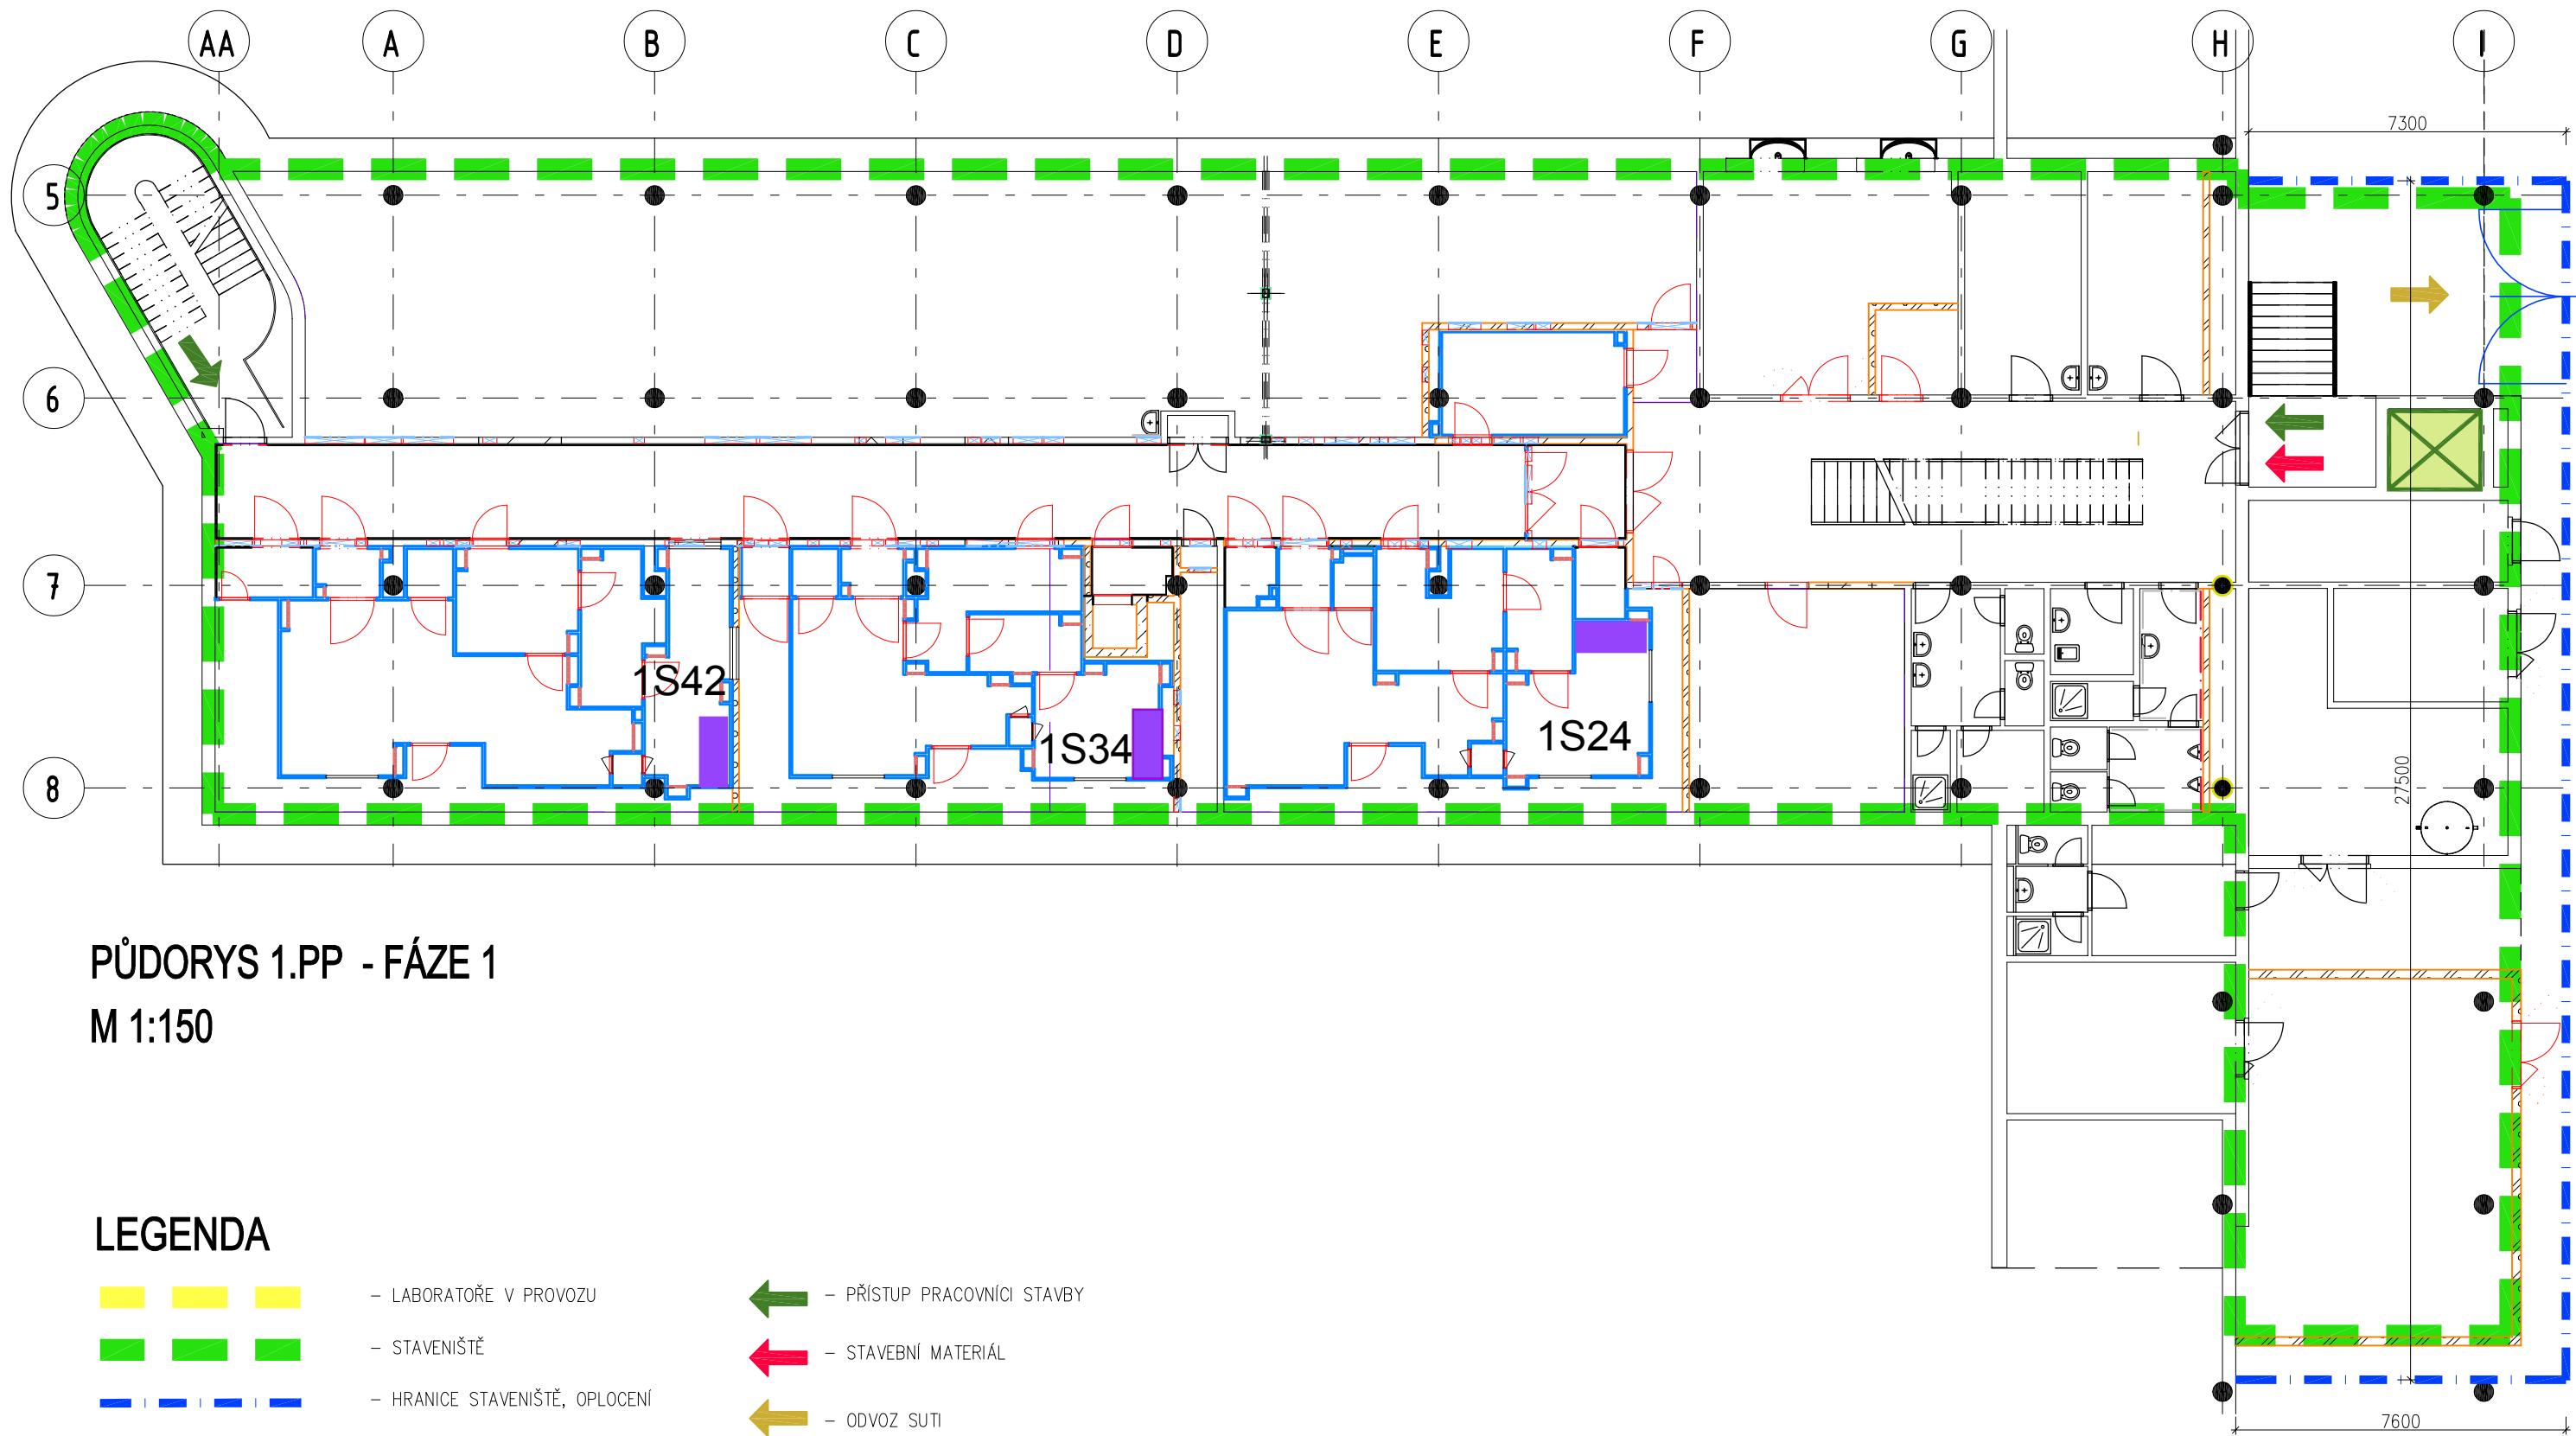 AA A B C D E F G H I
7300
5
6
7
1S42
1S34
1S24
8
27500
PŮDORYS 1.PP - FÁZE 1
M 1:150
LEGENDA
– LABORATOŘE V PROVOZU
– STAVENIŠTĚ
– HRANICE STAVENIŠTĚ, OPLOCENÍ
– PŘÍSTUP PRACOVNÍCI STAVBY
– STAVEBNÍ MATERIÁL
– ODVOZ SUTI
7600